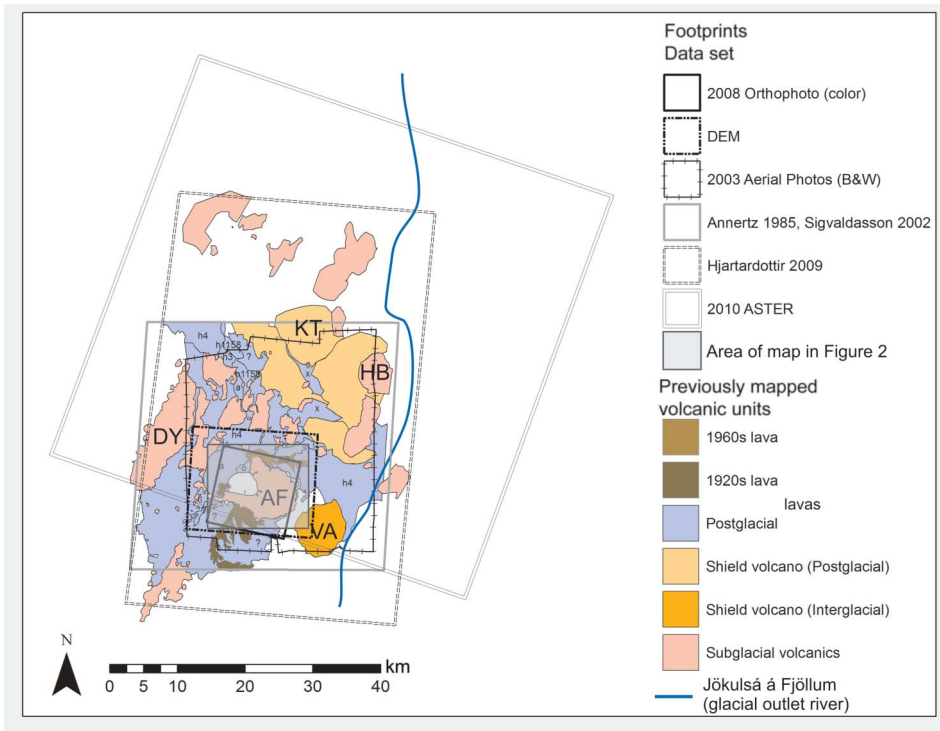 Footprints
Data set
2008 Orthophoto (color)
DEM
2003 Aerial Photos (B&W)
Annertz 1985, Sigvaldasson 2002
Hjartardottir 2009
2010 ASTER
Area of map in Figure 2
Previously mapped
volcanic units
1960s lava
1920s lava
lavas
Postglacial
Shield volcano (Postglacial)
Shield volcano (Interglacial)
Subglacial volcanics
Jökulsá á Fjöllum
(glacial outlet river)
KT
h4
h1158
h3 ?
h1158
a
x
HB
x
DY
h4
h4
AF
VA
?
?
N
km
0 5 10 20 30 40